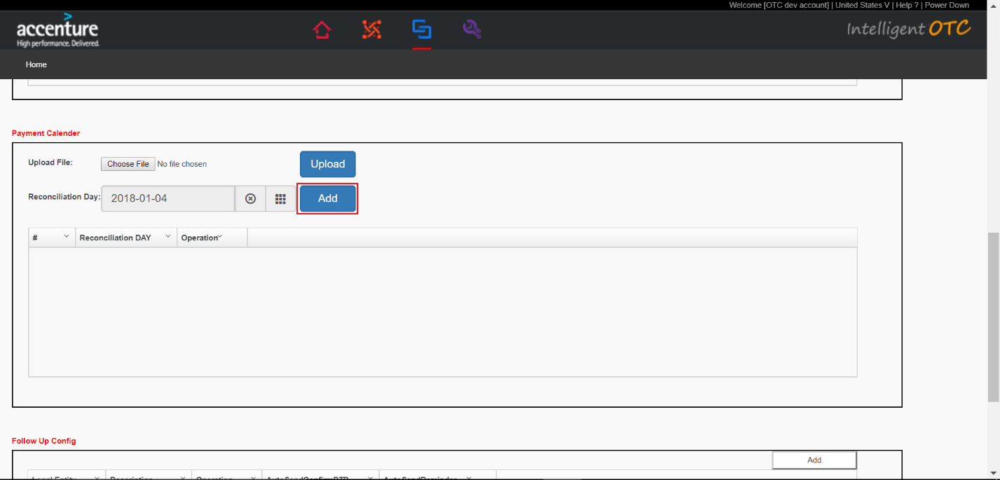 Welcome [OTC dev account] | United States V | Help ? | Power Down
accenture
High performance. Delivered.
Intelligent OTC
Home
Payment Calender
Upload File:
Choose File No file chosen
Upload
Reconciliation Day:
2018-01-04
Add
# Reconciliation DAY Operation
Follow Up Config
Add
Legal Entity Description Operation AutoSendConfirmPTP AutoSendReminder